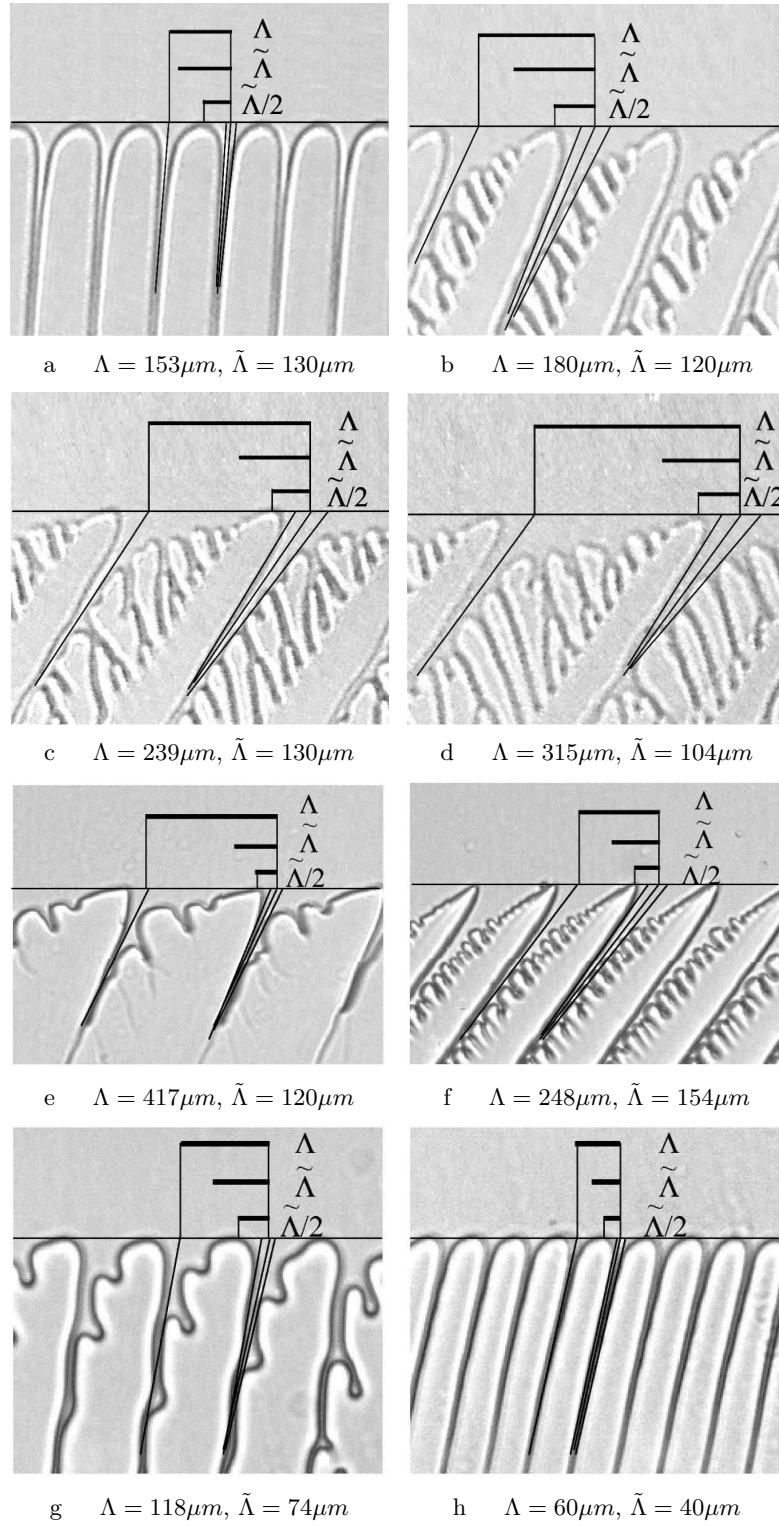 Λ
Λ̃
Λ̃/2
Λ
Λ̃
Λ̃/2
a Λ = 153μm, Λ̃ = 130μm
b Λ = 180μm, Λ̃ = 120μm
Λ
Λ̃
Λ̃/2
Λ
Λ̃
Λ̃/2
c Λ = 239μm, Λ̃ = 130μm
d Λ = 315μm, Λ̃ = 104μm
Λ
Λ̃
Λ̃/2
Λ
Λ̃
Λ̃/2
e Λ = 417μm, Λ̃ = 120μm
f Λ = 248μm, Λ̃ = 154μm
Λ
Λ̃
Λ̃/2
Λ
Λ̃
Λ̃/2
g Λ = 118μm, Λ̃ = 74μm
h Λ = 60μm, Λ̃ = 40μm